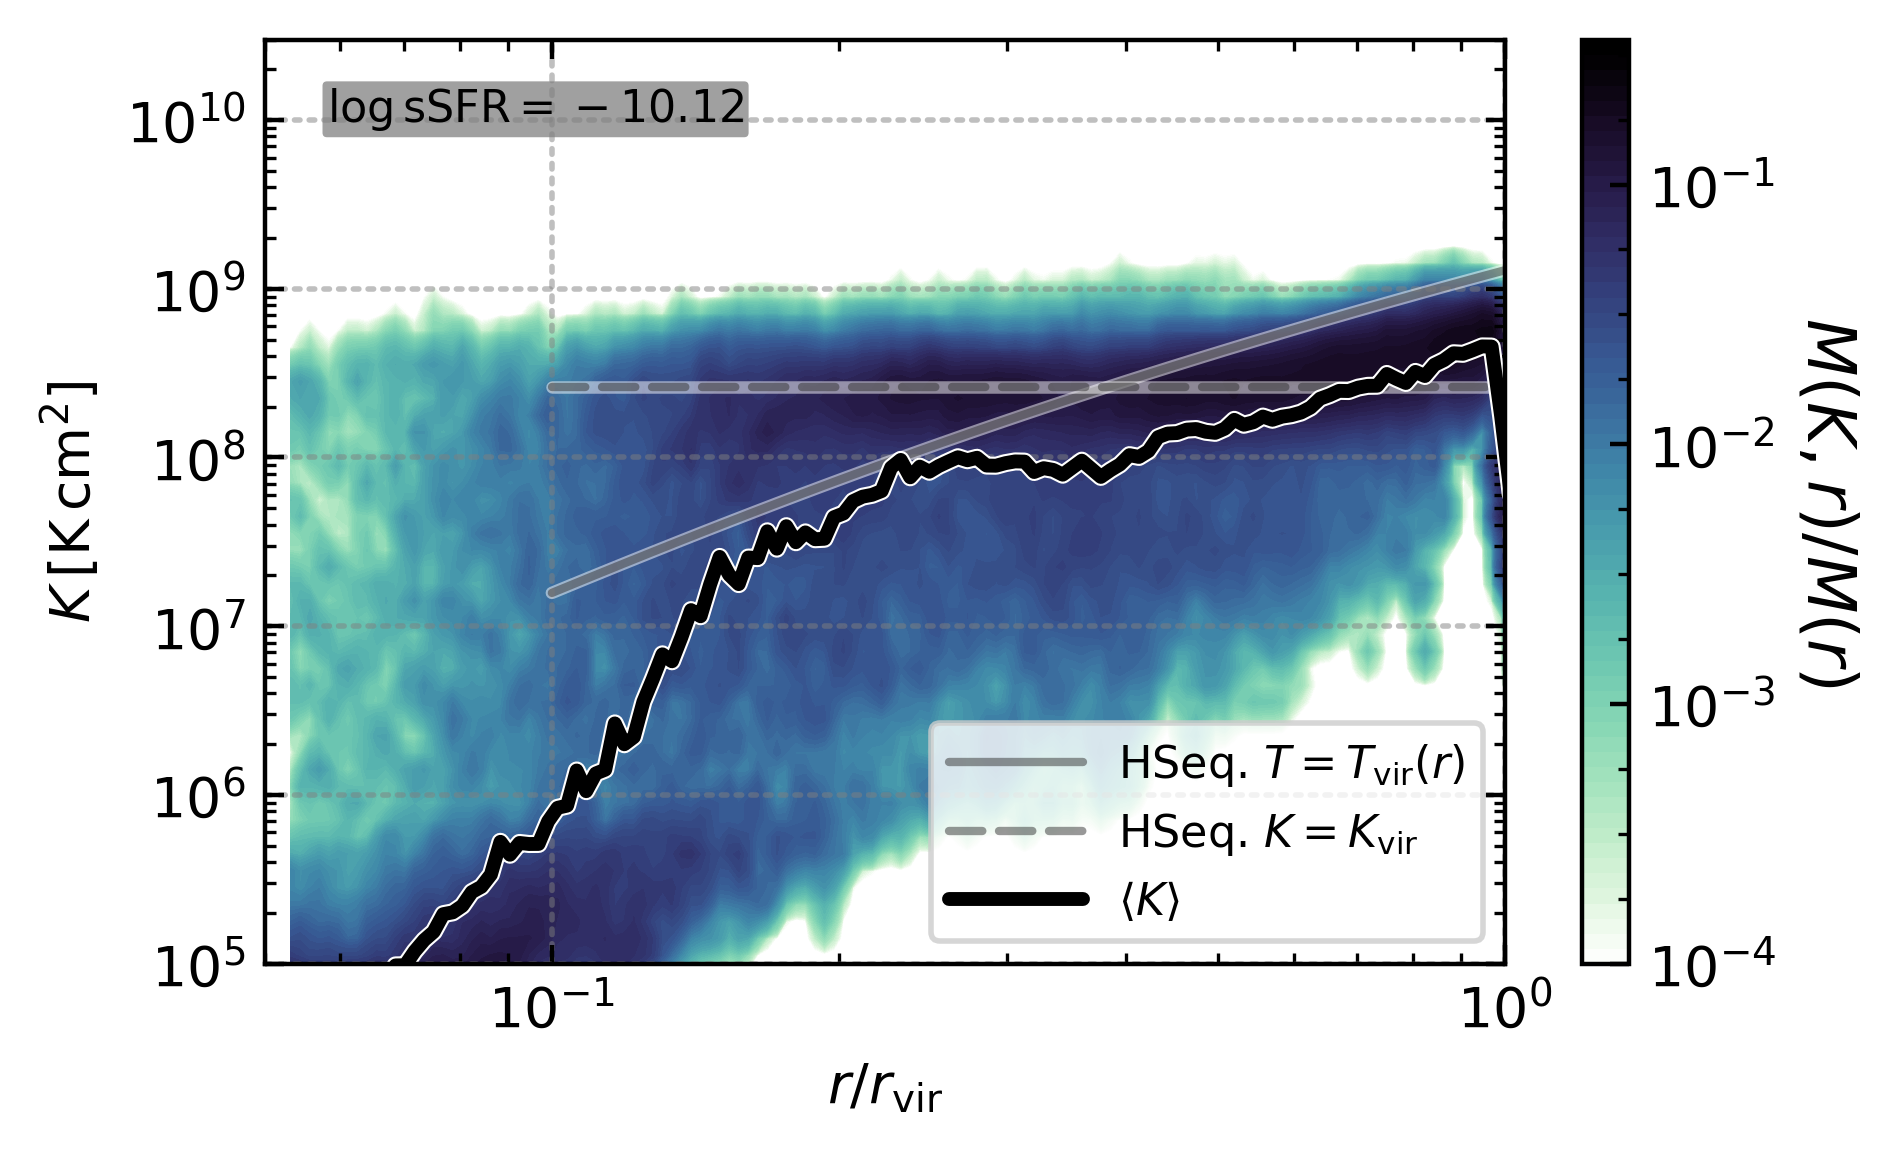 log sSFR = −10.12
10¹⁰
10⁹
10⁸
10⁷
10⁶
10⁵
K [K cm²]
10⁻¹
10⁰
r/r_vir
HSeq. T = T_vir(r)
HSeq. K = K_vir
⟨K⟩
10⁻¹
10⁻²
10⁻³
10⁻⁴
M(K, r)/M(r)